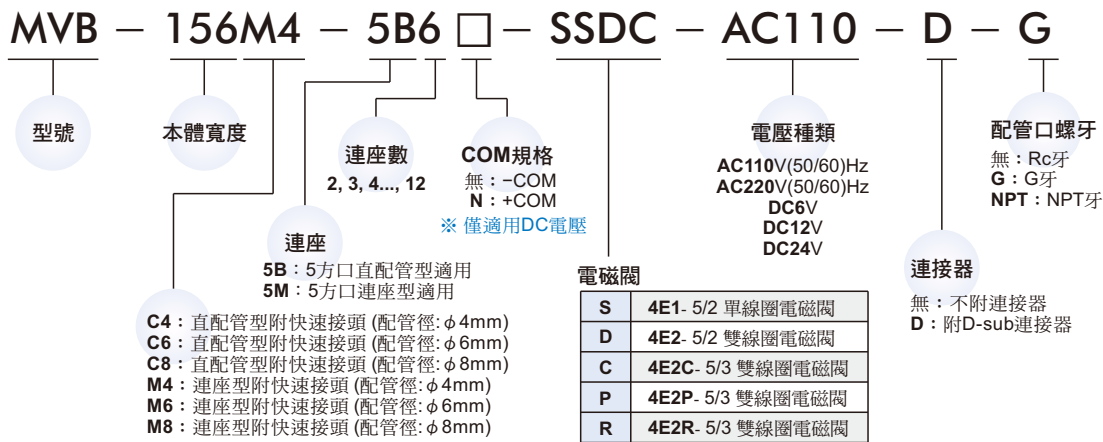 MVB － 156M4 － 5B6 □ － SSDC － AC110 － D － G
型號
本體寬度
C4：直配管型附快速接頭 (配管徑:φ4mm)
C6：直配管型附快速接頭 (配管徑:φ6mm)
C8：直配管型附快速接頭 (配管徑:φ8mm)
M4：連座型附快速接頭 (配管徑:φ4mm)
M6：連座型附快速接頭 (配管徑:φ6mm)
M8：連座型附快速接頭 (配管徑:φ8mm)
連座
5B：5方口直配管型適用
5M：5方口連座型適用
連座數
2, 3, 4..., 12
COM規格
無：−COM
N：+COM
※ 僅適用DC電壓
電磁閥
S 4E1- 5/2 單線圈電磁閥
D 4E2- 5/2 雙線圈電磁閥
C 4E2C- 5/3 雙線圈電磁閥
P 4E2P- 5/3 雙線圈電磁閥
R 4E2R- 5/3 雙線圈電磁閥
電壓種類
AC110V(50/60)Hz
AC220V(50/60)Hz
DC6V
DC12V
DC24V
連接器
無：不附連接器
D：附D-sub連接器
配管口螺牙
無：Rc牙
G：G牙
NPT：NPT牙